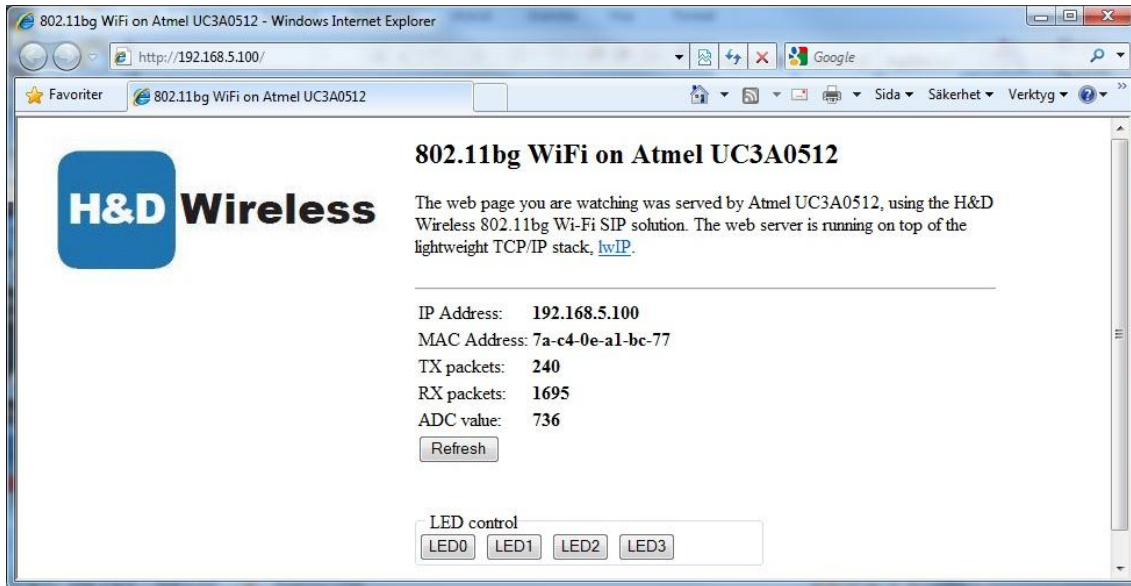 802.11bg WiFi on Atmel UC3A0512 - Windows Internet Explorer
http://192.168.5.100/
Google
Favoriter
802.11bg WiFi on Atmel UC3A0512
Sida
Säkerhet
Verktyg
H&D Wireless
802.11bg WiFi on Atmel UC3A0512
The web page you are watching was served by Atmel UC3A0512, using the H&D
Wireless 802.11bg Wi-Fi SIP solution. The web server is running on top of the
lightweight TCP/IP stack, lwIP.
IP Address: 192.168.5.100
MAC Address: 7a-c4-0e-a1-bc-77
TX packets: 240
RX packets: 1695
ADC value: 736
Refresh
LED control
LED0 LED1 LED2 LED3